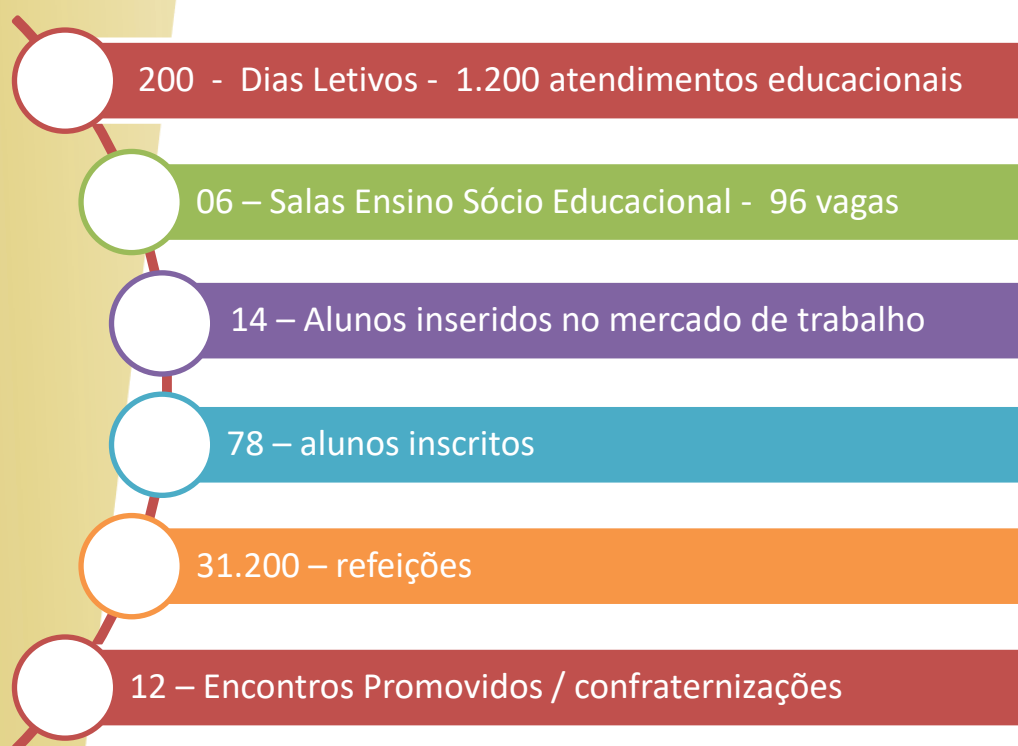 200 - Dias Letivos - 1.200 atendimentos educacionais
06 – Salas Ensino Sócio Educacional - 96 vagas
14 – Alunos inseridos no mercado de trabalho
78 – alunos inscritos
31.200 – refeições
12 – Encontros Promovidos / confraternizações